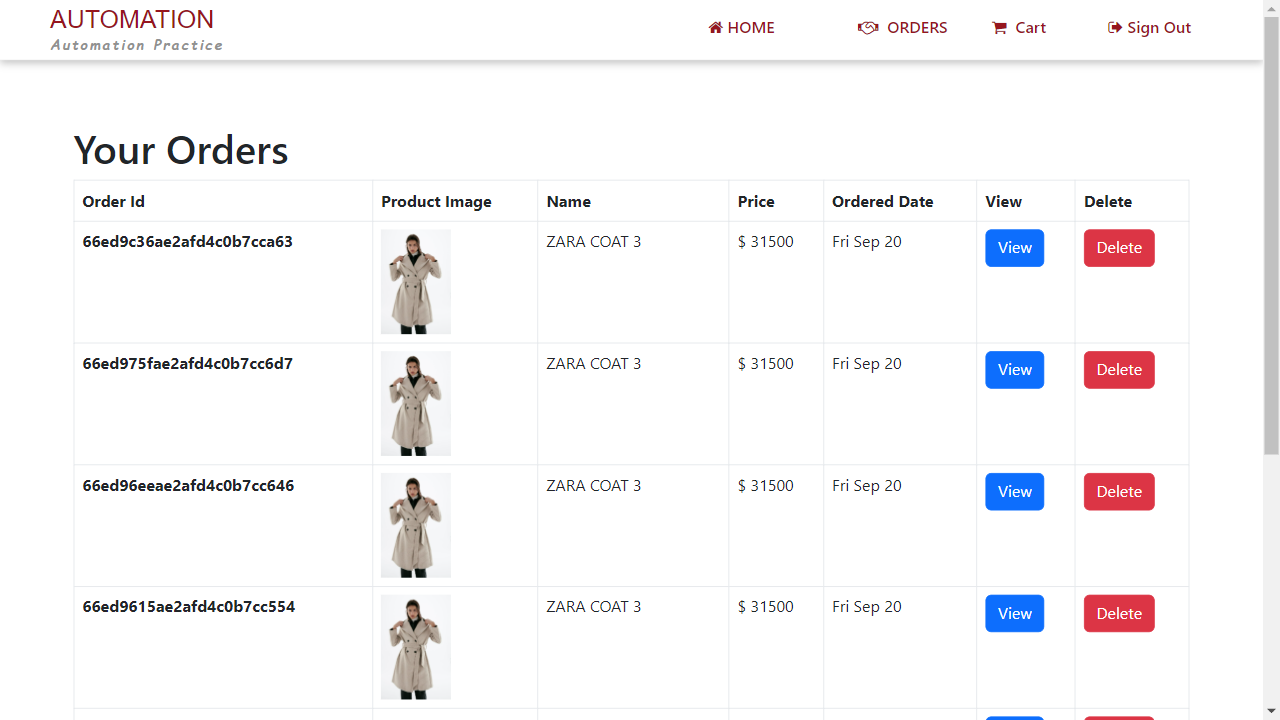 AUTOMATION
Automation Practice
HOME
ORDERS
Cart
Sign Out
Your Orders
Order Id Product Image Name Price Ordered Date View Delete
66ed9c36ae2afd4c0b7cca63 ZARA COAT 3 $ 31500 Fri Sep 20 View Delete
66ed975fae2afd4c0b7cc6d7 ZARA COAT 3 $ 31500 Fri Sep 20 View Delete
66ed96eeae2afd4c0b7cc646 ZARA COAT 3 $ 31500 Fri Sep 20 View Delete
66ed9615ae2afd4c0b7cc554 ZARA COAT 3 $ 31500 Fri Sep 20 View Delete